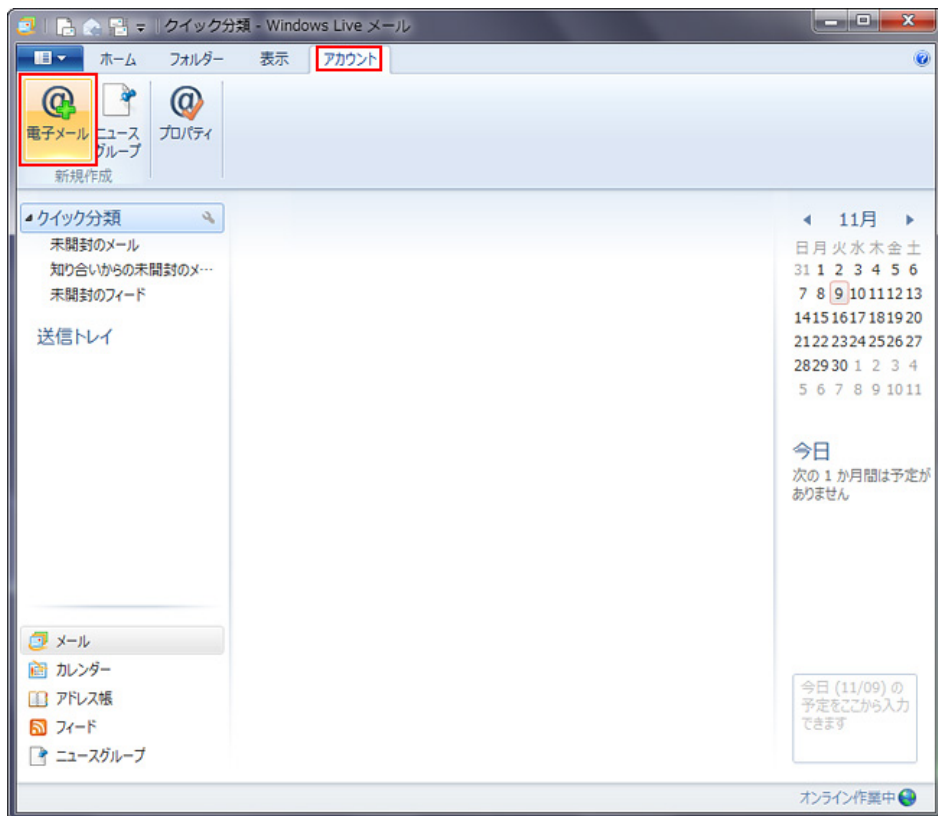 クイック分類 - Windows Live メール
ホーム フォルダー 表示 アカウント
電子メール
ニュース
グループ
プロパティ
新規作成
クイック分類
未開封のメール
知り合いからの未開封のメ…
未開封のフィード
送信トレイ
メール
カレンダー
アドレス帳
フィード
ニュースグループ
11月
日 月 火 水 木 金 土
31 1 2 3 4 5 6
7 8 9 10 11 12 13
14 15 16 17 18 19 20
21 22 23 24 25 26 27
28 29 30 1 2 3 4
5 6 7 8 9 10 11
今日
次の 1 か月間は予定が
ありません
今日 (11/09) の
予定をここから入力
できます
オンライン作業中